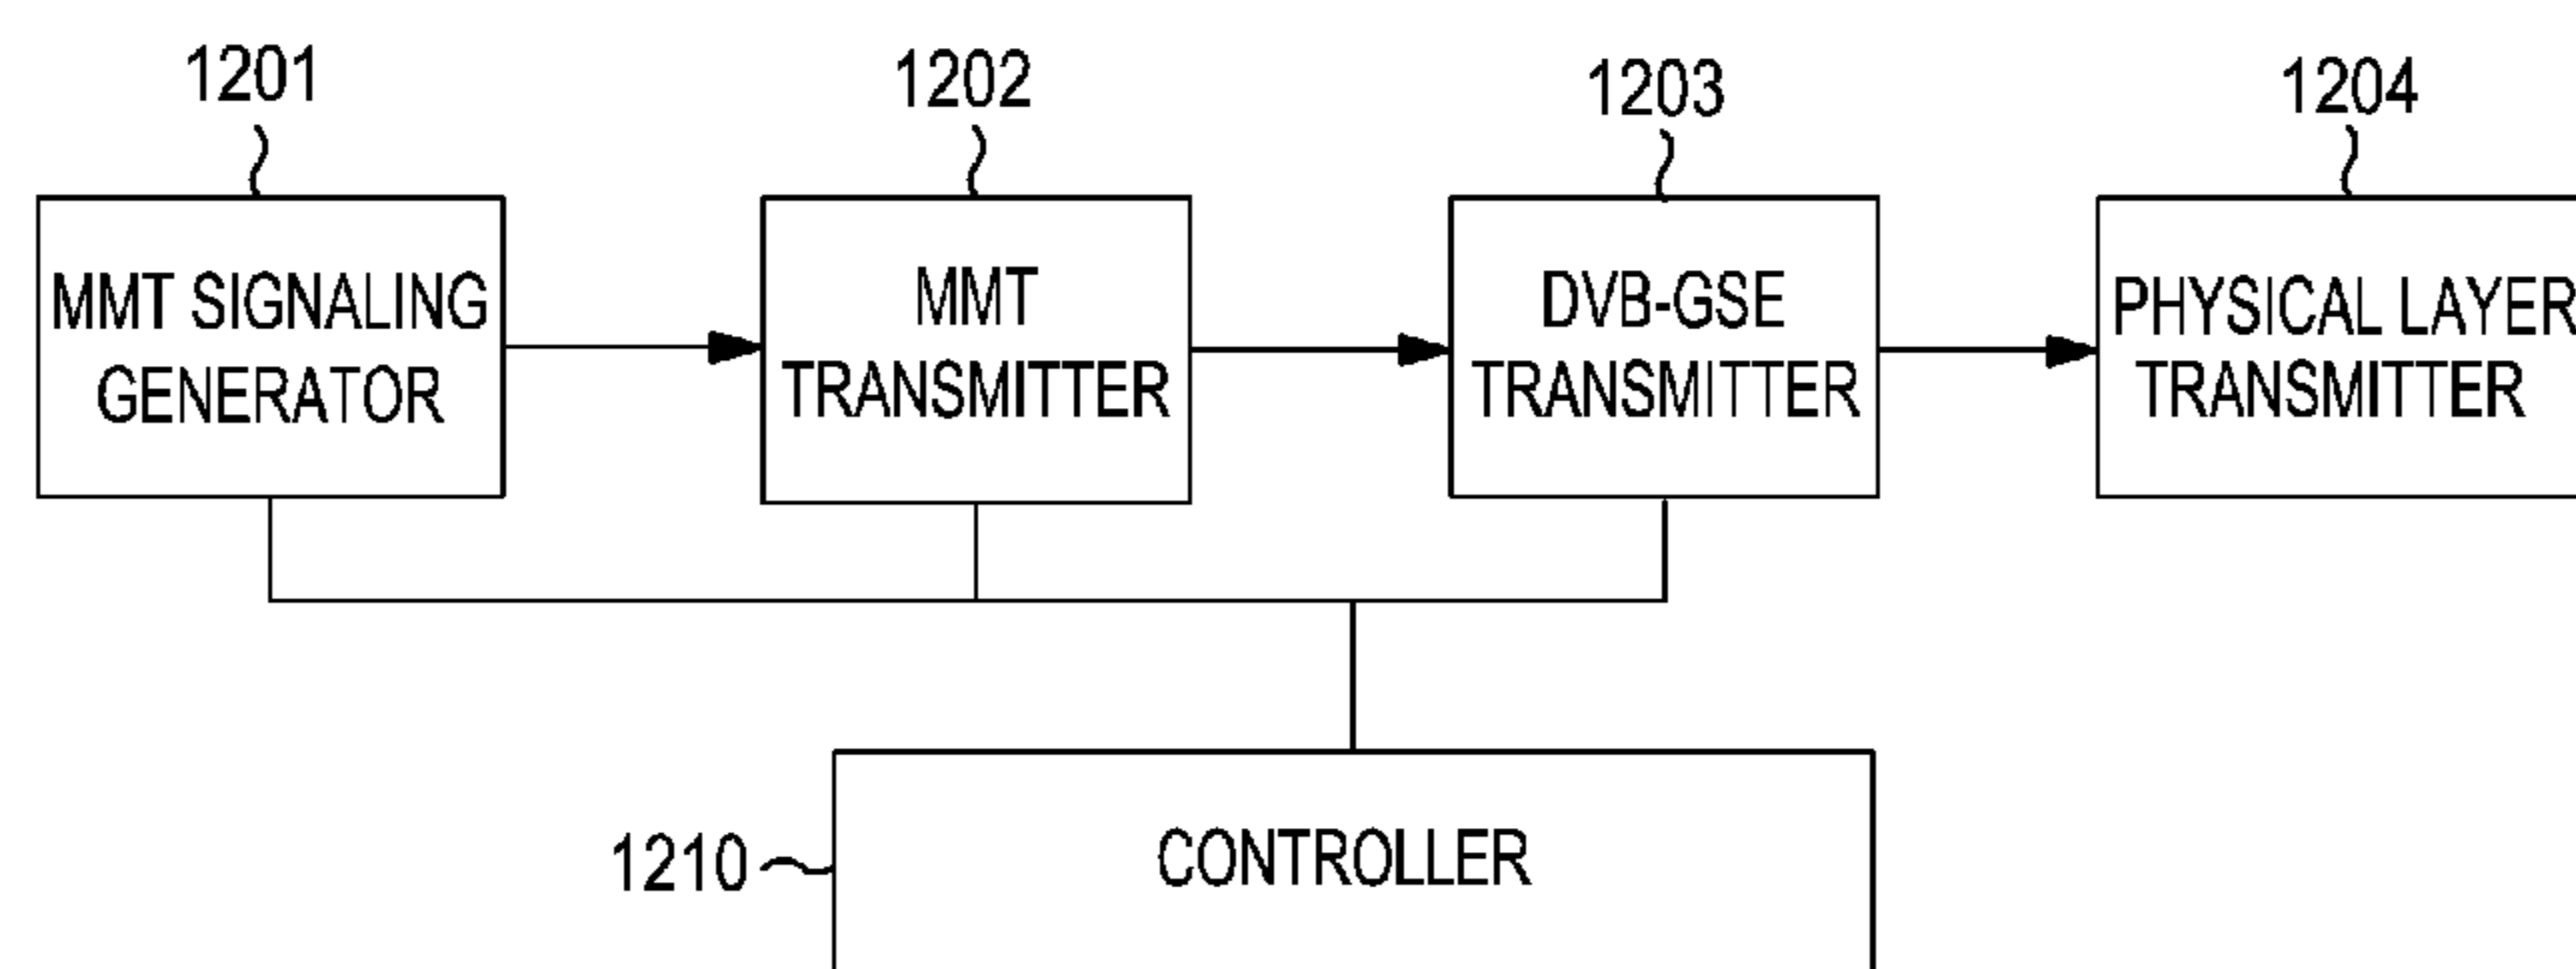 1201
1202
1203
1204
MMT SIGNALING
GENERATOR
MMT
TRANSMITTER
DVB-GSE
TRANSMITTER
PHYSICAL LAYER
TRANSMITTER
1210
CONTROLLER